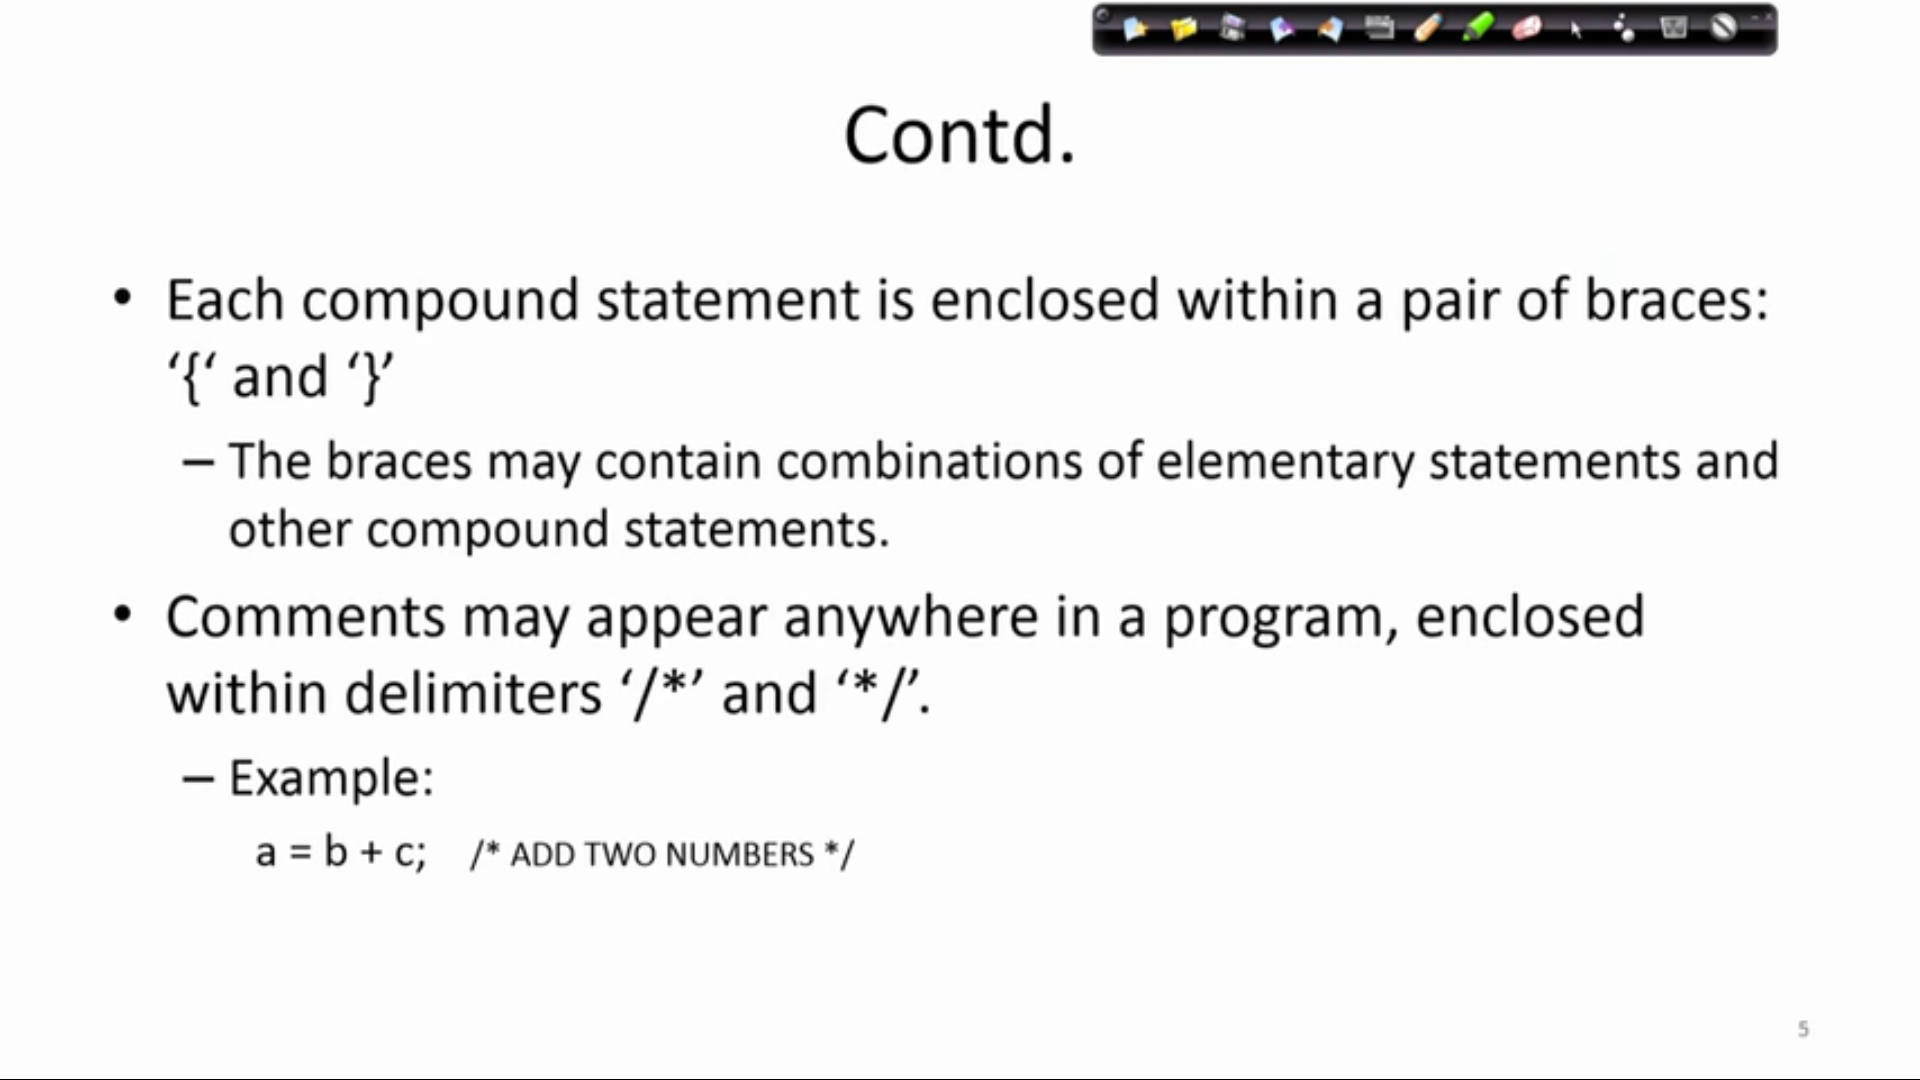 Contd.
• Each compound statement is enclosed within a pair of braces:
‘{‘ and ‘}’
– The braces may contain combinations of elementary statements and
other compound statements.
• Comments may appear anywhere in a program, enclosed
within delimiters ‘/*’ and ‘*/’.
– Example:
a = b + c; /* ADD TWO NUMBERS */
5